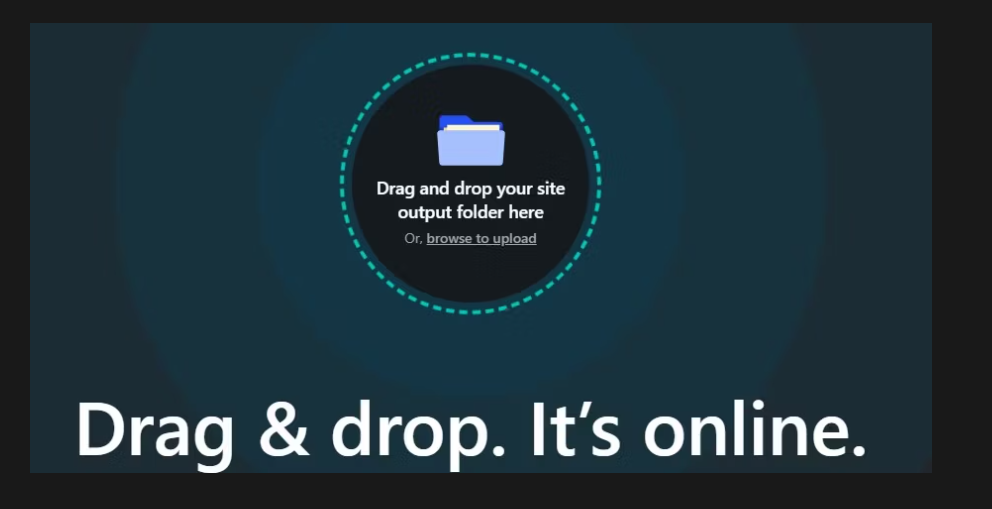 Drag and drop your site
output folder here
Or, browse to upload
Drag & drop. It’s online.